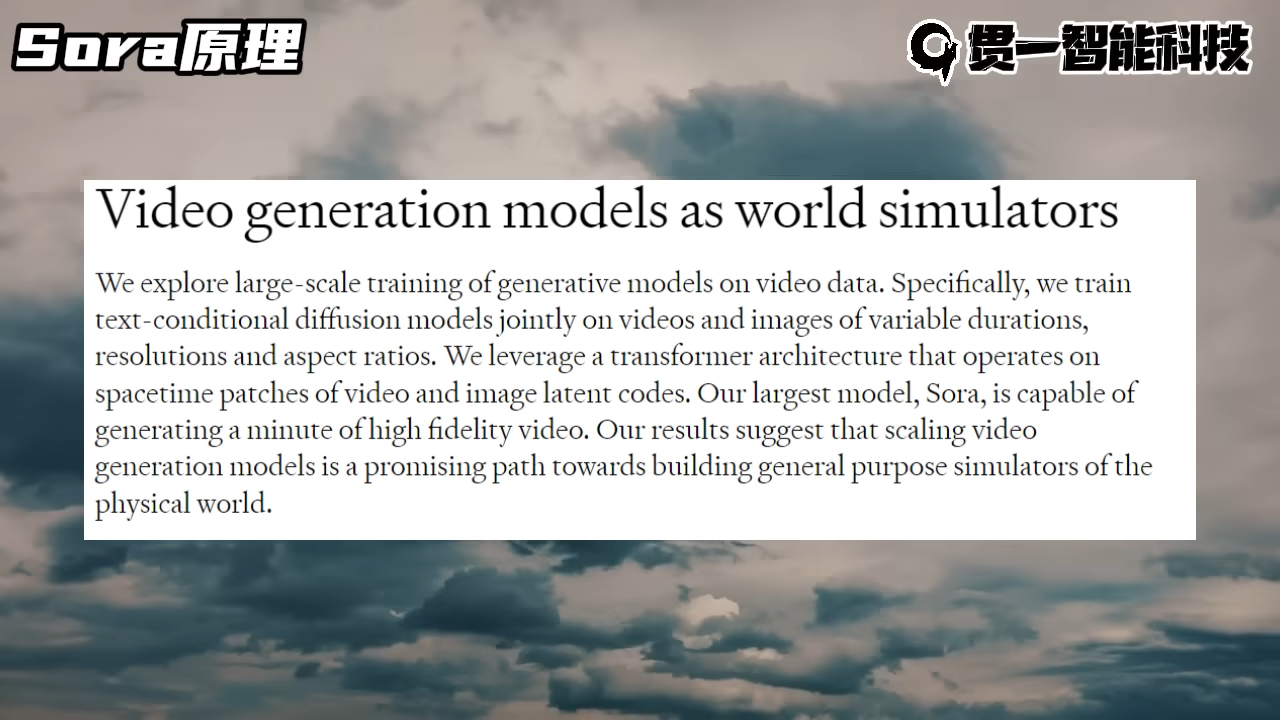 Sora原理
贯一智能科技
Video generation models as world simulators
We explore large-scale training of generative models on video data. Specifically, we train
text-conditional diffusion models jointly on videos and images of variable durations,
resolutions and aspect ratios. We leverage a transformer architecture that operates on
spacetime patches of video and image latent codes. Our largest model, Sora, is capable of
generating a minute of high fidelity video. Our results suggest that scaling video
generation models is a promising path towards building general purpose simulators of the
physical world.